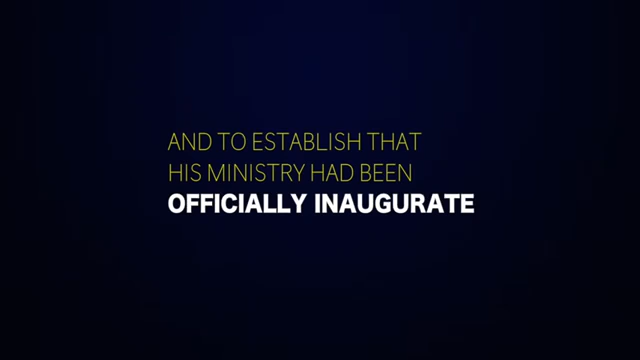 AND TO ESTABLISH THAT
HIS MINISTRY HAD BEEN
OFFICIALLY INAUGURATE